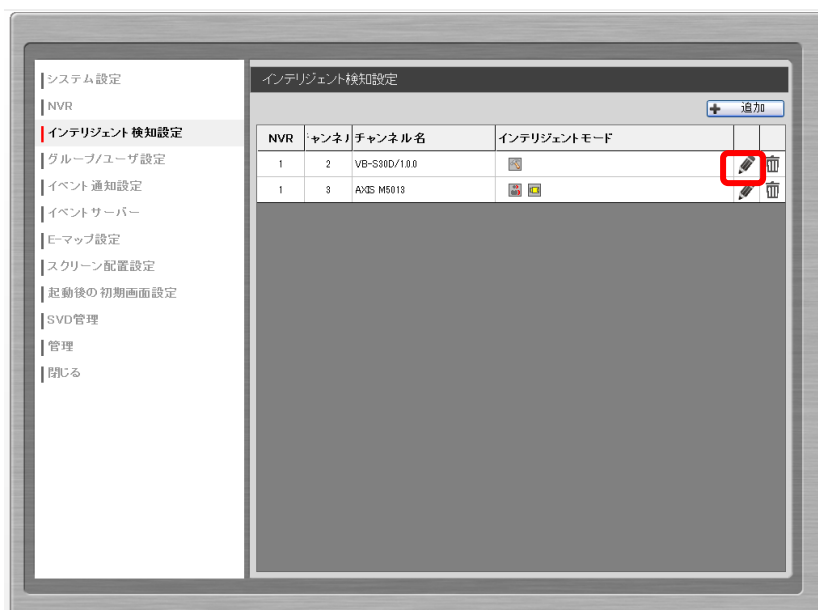 システム設定
NVR
インテリジェント検知設定
グループ/ユーザ設定
イベント通知設定
イベントサーバー
E-マップ設定
スクリーン配置設定
起動後の初期画面設定
SVD管理
管理
閉じる
インテリジェント検知設定
追加
NVR ャンネ チャンネル名 インテリジェントモード
1 2 VB-S30D/1.0.0
1 3 AXIS M5013